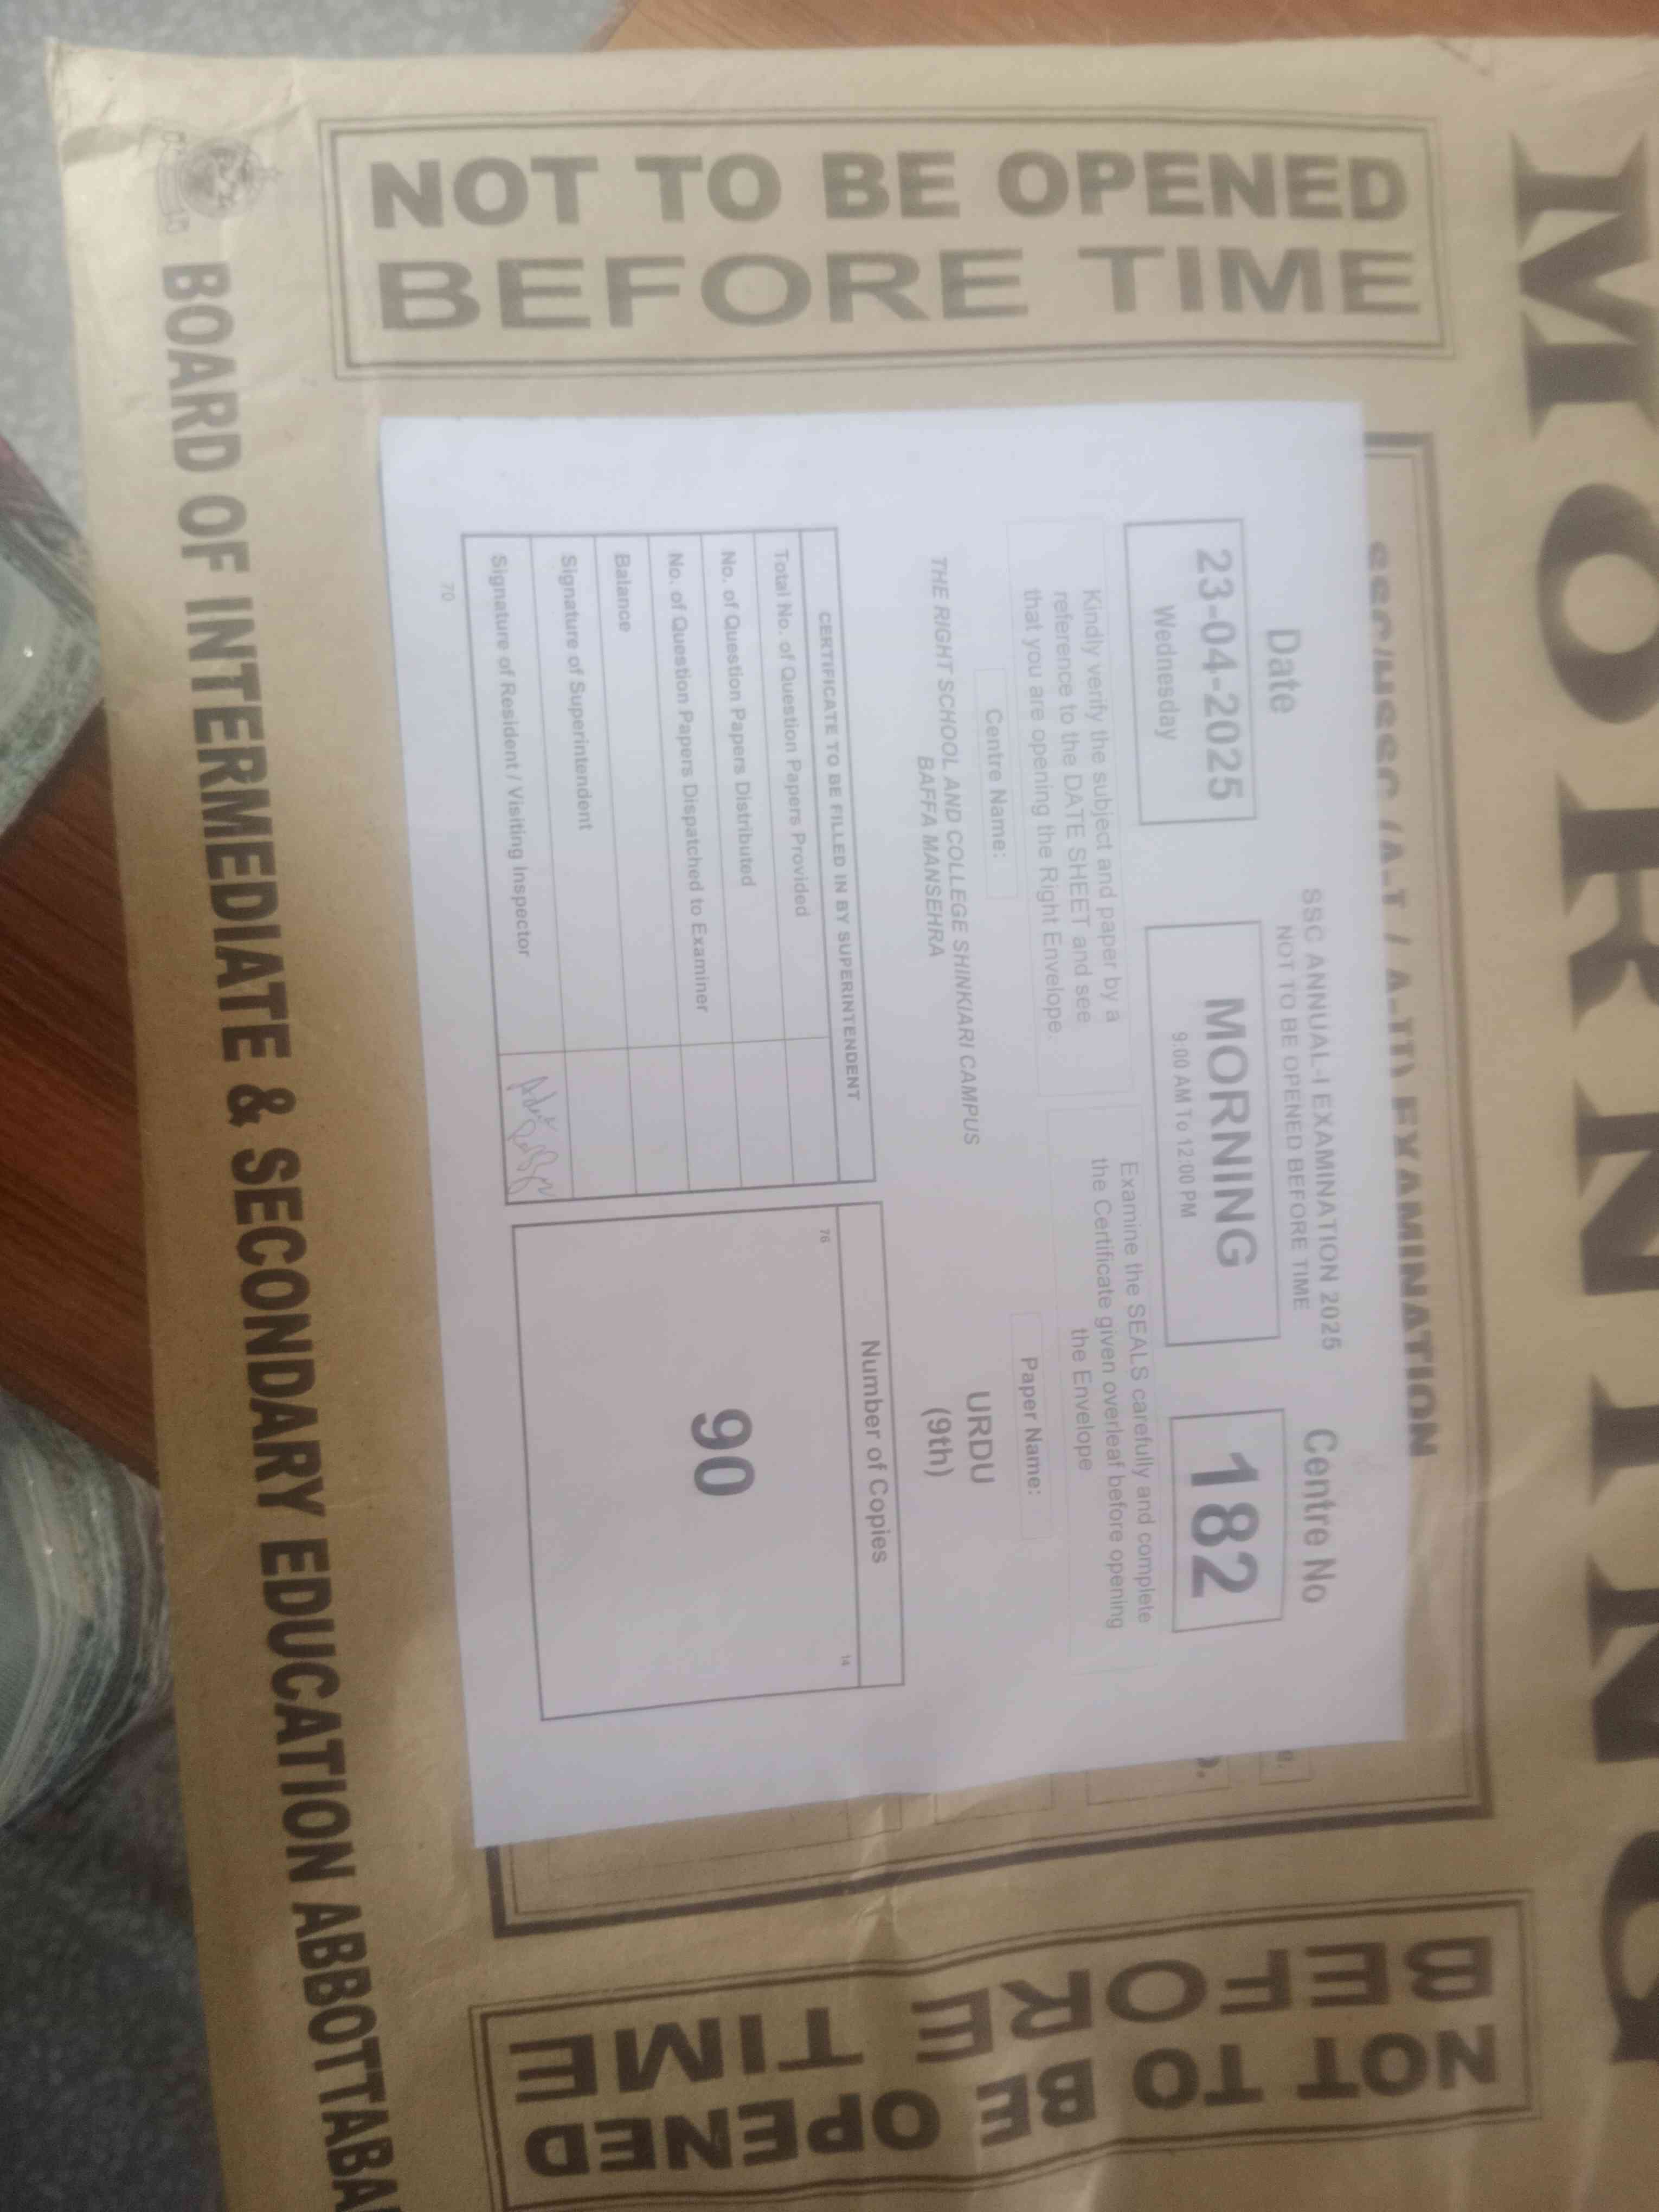 MORNING
NOT TO BE OPENED
BEFORE TIME
SSC/HSSC (A-I / A-II) EXAMINATION
SSC ANNUAL-I EXAMINATION 2025
NOT TO BE OPENED BEFORE TIME
Date
Centre No
23-04-2025
Wednesday
MORNING
9:00 AM To 12:00 PM
182
Kindly verify the subject and paper by a
reference to the DATE SHEET and see
that you are opening the Right Envelope.
Examine the SEALS carefully and complete
the Certificate given overleaf before opening
the Envelope
Centre Name:
THE RIGHT SCHOOL AND COLLEGE SHINKIARI CAMPUS
BAFFA MANSEHRA
Paper Name:
URDU
(9th)
CERTIFICATE TO BE FILLED IN BY SUPERINTENDENT
Total No. of Question Papers Provided
No. of Question Papers Distributed
No. of Question Papers Dispatched to Examiner
Balance
Signature of Superintendent
Signature of Resident / Visiting Inspector
70
Number of Copies
76
14
90
NOT TO BE OPENED
BEFORE TIME
BOARD OF INTERMEDIATE & SECONDARY EDUCATION ABBOTTABA